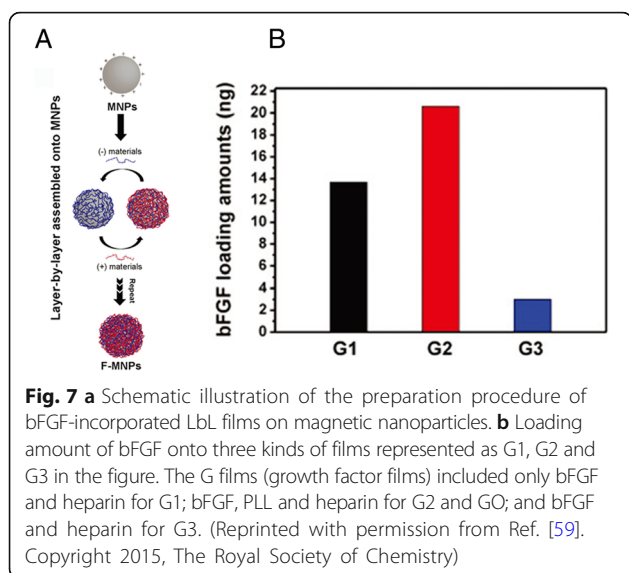 A
B
MNPs
Layer-by-layer assembled onto MNPs
(-) materials
(+) materials
Repeat
F-MNPs
bFGF loading amounts (ng)
22
20
18
16
14
12
10
8
6
4
2
0
G1
G2
G3
Fig. 7 a Schematic illustration of the preparation procedure of
bFGF-incorporated LbL films on magnetic nanoparticles. b Loading
amount of bFGF onto three kinds of films represented as G1, G2 and
G3 in the figure. The G films (growth factor films) included only bFGF
and heparin for G1; bFGF, PLL and heparin for G2 and GO; and bFGF
and heparin for G3. (Reprinted with permission from Ref. [59].
Copyright 2015, The Royal Society of Chemistry)